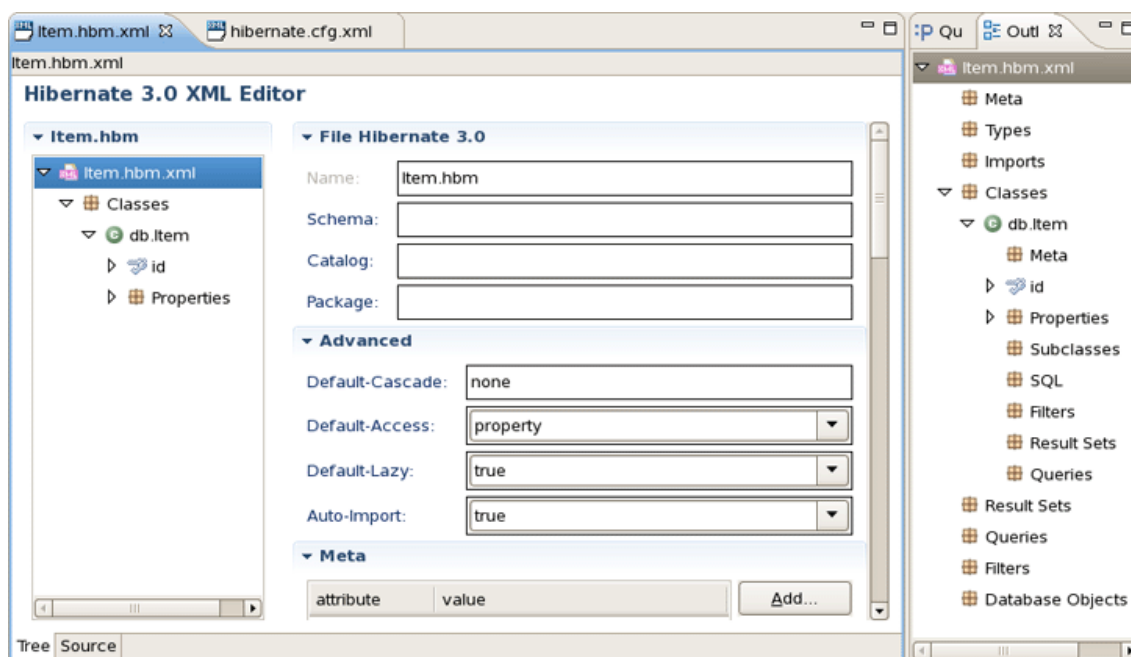 Item.hbm.xml
hibernate.cfg.xml
Item.hbm.xml
Hibernate 3.0 XML Editor
Item.hbm
Item.hbm.xml
Classes
db.Item
id
Properties
File Hibernate 3.0
Name: Item.hbm
Schema:
Catalog:
Package:
Advanced
Default-Cascade: none
Default-Access: property
Default-Lazy: true
Auto-Import: true
Meta
attribute value
Add...
Tree Source
Qu
Outl
Item.hbm.xml
Meta
Types
Imports
Classes
db.Item
Meta
id
Properties
Subclasses
SQL
Filters
Result Sets
Queries
Result Sets
Queries
Filters
Database Objects